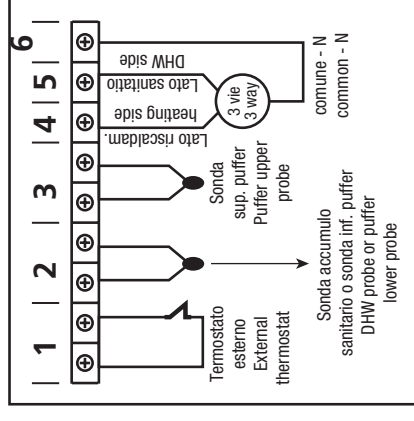 1
2
3
4
5
6
Termostato
esterno
External
thermostat
Sonda accumulo
sanitario o sonda inf. puffer
DHW probe or puffer
lower probe
Sonda
sup. puffer
Puffer upper
probe
Lato riscaldam.
heating side
Lato sanitatio
DHW side
3 vie
3 way
comune - N
common - N